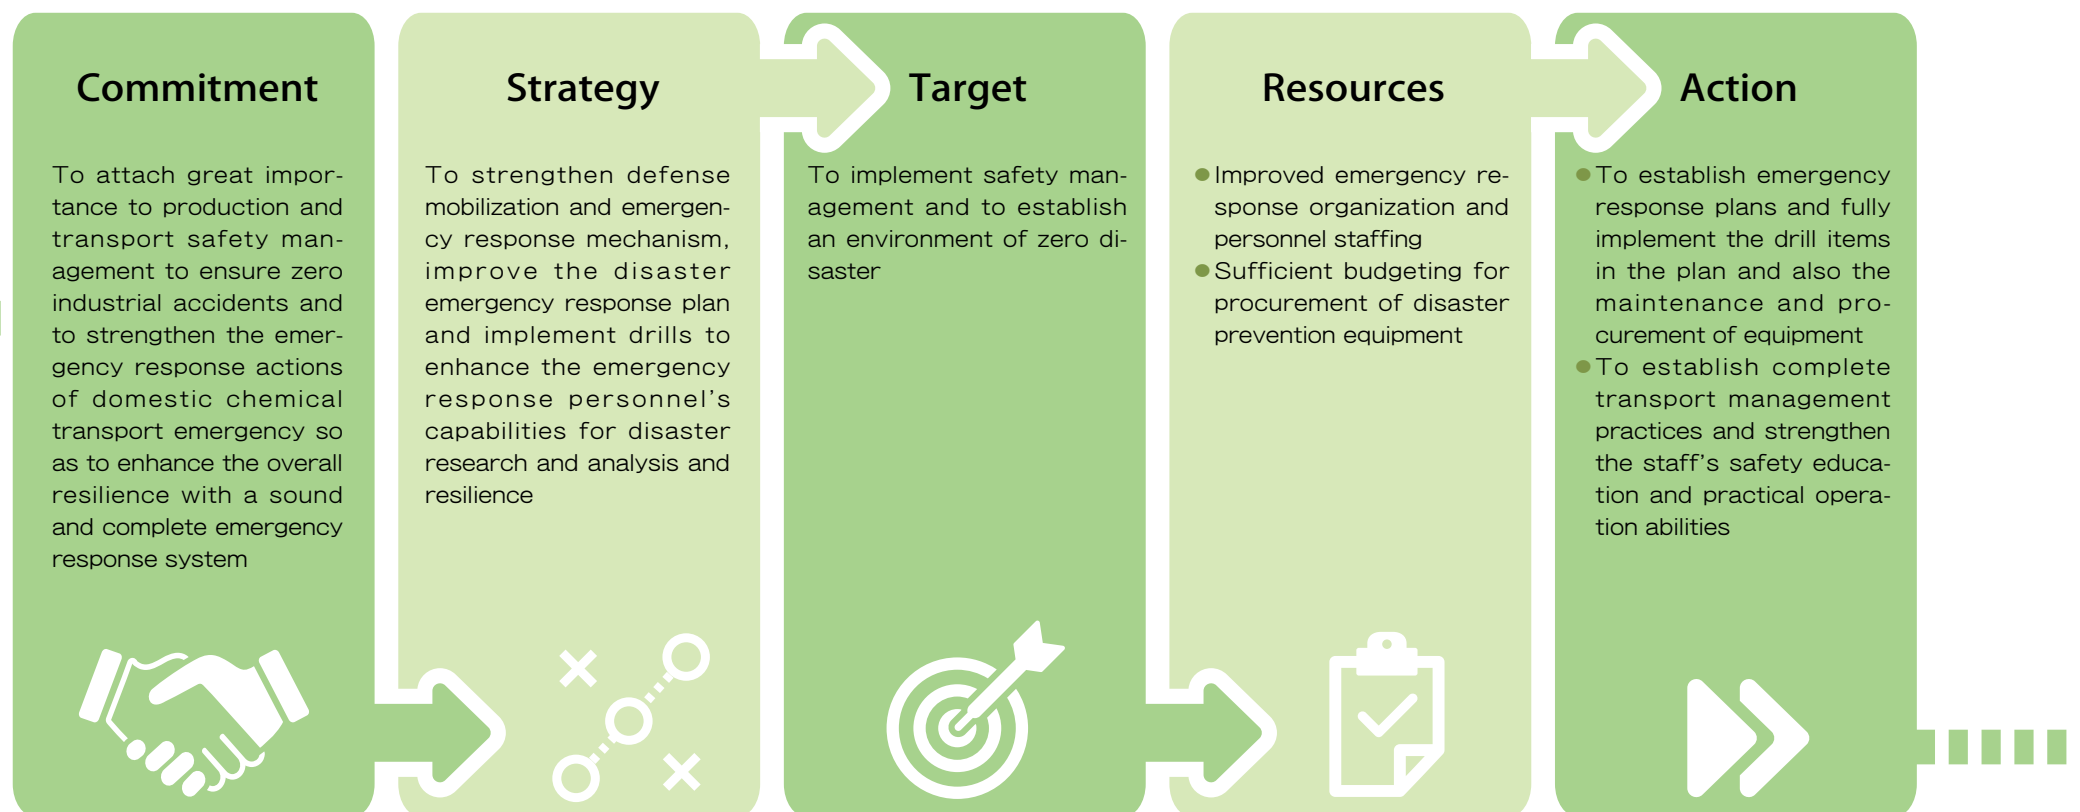 Commitment
To attach great impor-
tance to production and
transport safety man-
agement to ensure zero
industrial accidents and
to strengthen the emer-
gency response actions
of domestic chemical
transport emergency so
as to enhance the overall
resilience with a sound
and complete emergency
response system
Strategy
To strengthen defense
mobilization and emergen-
cy response mechanism,
improve the disaster
emergency response plan
and implement drills to
enhance the emergency
response personnel's
capabilities for disaster
research and analysis and
resilience
Target
To implement safety man-
agement and to establish
an environment of zero di-
saster
Resources
●Improved emergency re-
sponse organization and
personnel staffing
●Sufficient budgeting for
procurement of disaster
prevention equipment
Action
●To establish emergency
response plans and fully
implement the drill items
in the plan and also the
maintenance and pro-
curement of equipment
●To establish complete
transport management
practices and strengthen
the staff's safety educa-
tion and practical opera-
tion abilities